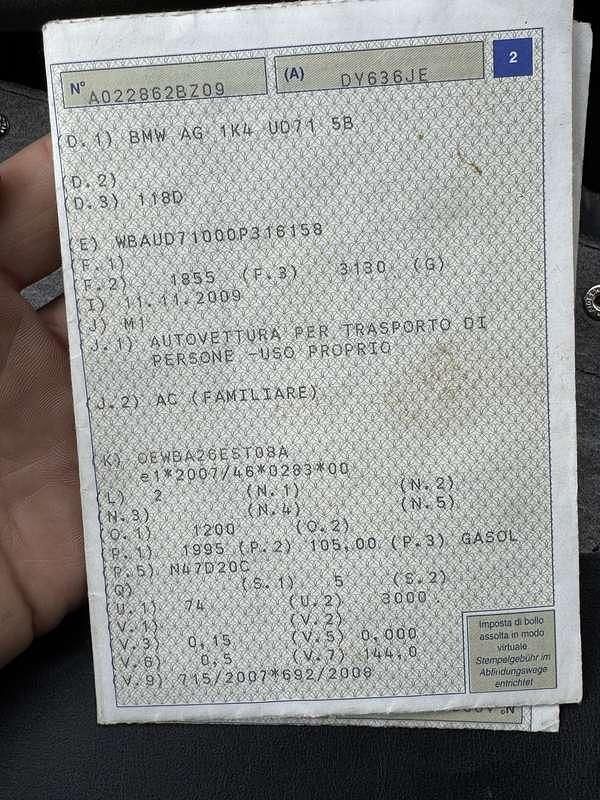 N° A022862BZ09 (A) DY636JE 2
D.1) BMW AG 1K4 UD71 5B
(D.2)
(D.3) 118D
(E) WBAUD71000P316158
(F.1)
F.2) 1855 (F.3) 3130 (G)
I) 11.11.2009
J) M1
J.1) AUTOVETTURA PER TRASPORTO DI
PERSONE -USO PROPRIO
(J.2) AC (FAMILIARE)
K) OEWBA26EST08A
e1*2007/46*0283*00
(L) 2 (N.1) (N.2)
(N.3) (N.4) (N.5)
O.1) 1200 (O.2)
P.1) 1995 (P.2) 105,00 (P.3) GASOL
P.5) N47D20C
Q) (S.1) 5 (S.2)
(U.1) 74 (U.2) 3000
(V.1) (V.2)
(V.3) 0,15 (V.5) 0,000
(V.6) 0,5 (V.7) 144,0
(V.9) 715/2007*692/2008
Imposta di bollo
assolta in modo
virtuale
Stempelgebühr im
Abfindungswege
entrichtet